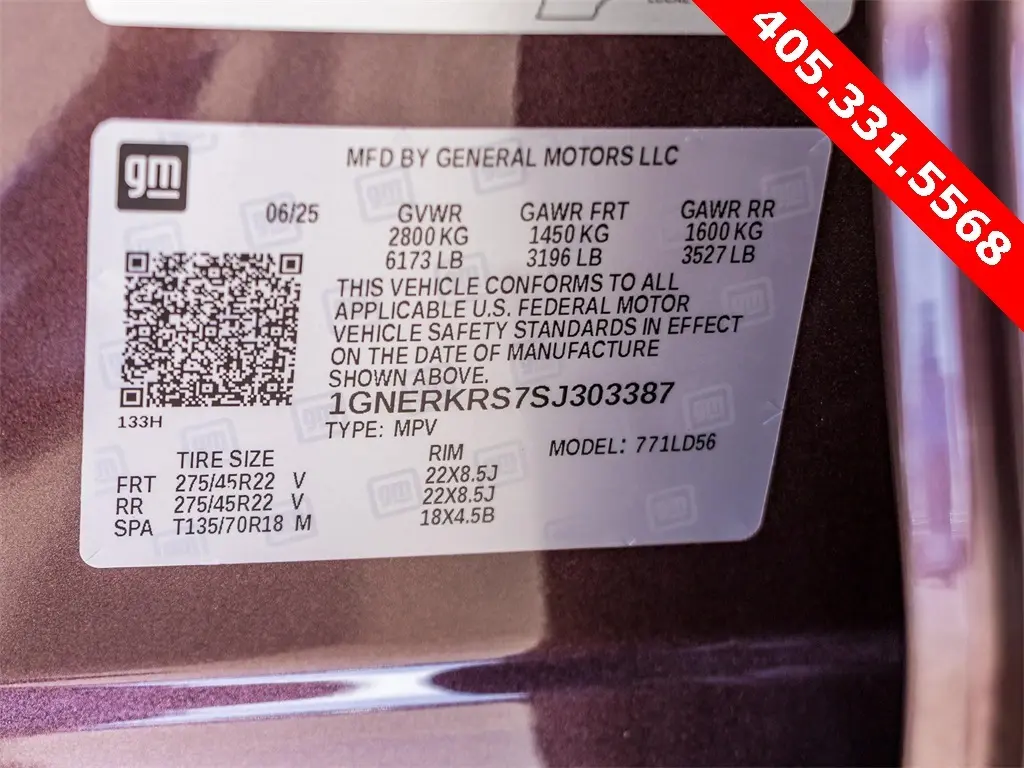 405.331.5568
gm
MFD BY GENERAL MOTORS LLC
06/25 GVWR GAWR FRT GAWR RR
2800 KG 1450 KG 1600 KG
6173 LB 3196 LB 3527 LB
THIS VEHICLE CONFORMS TO ALL
APPLICABLE U.S. FEDERAL MOTOR
VEHICLE SAFETY STANDARDS IN EFFECT
ON THE DATE OF MANUFACTURE
SHOWN ABOVE.
1GNERKRS7SJ303387
133H
TYPE: MPV MODEL: 771LD56
TIRE SIZE RIM
FRT 275/45R22 V 22X8.5J
RR 275/45R22 V 22X8.5J
SPA T135/70R18 M 18X4.5B